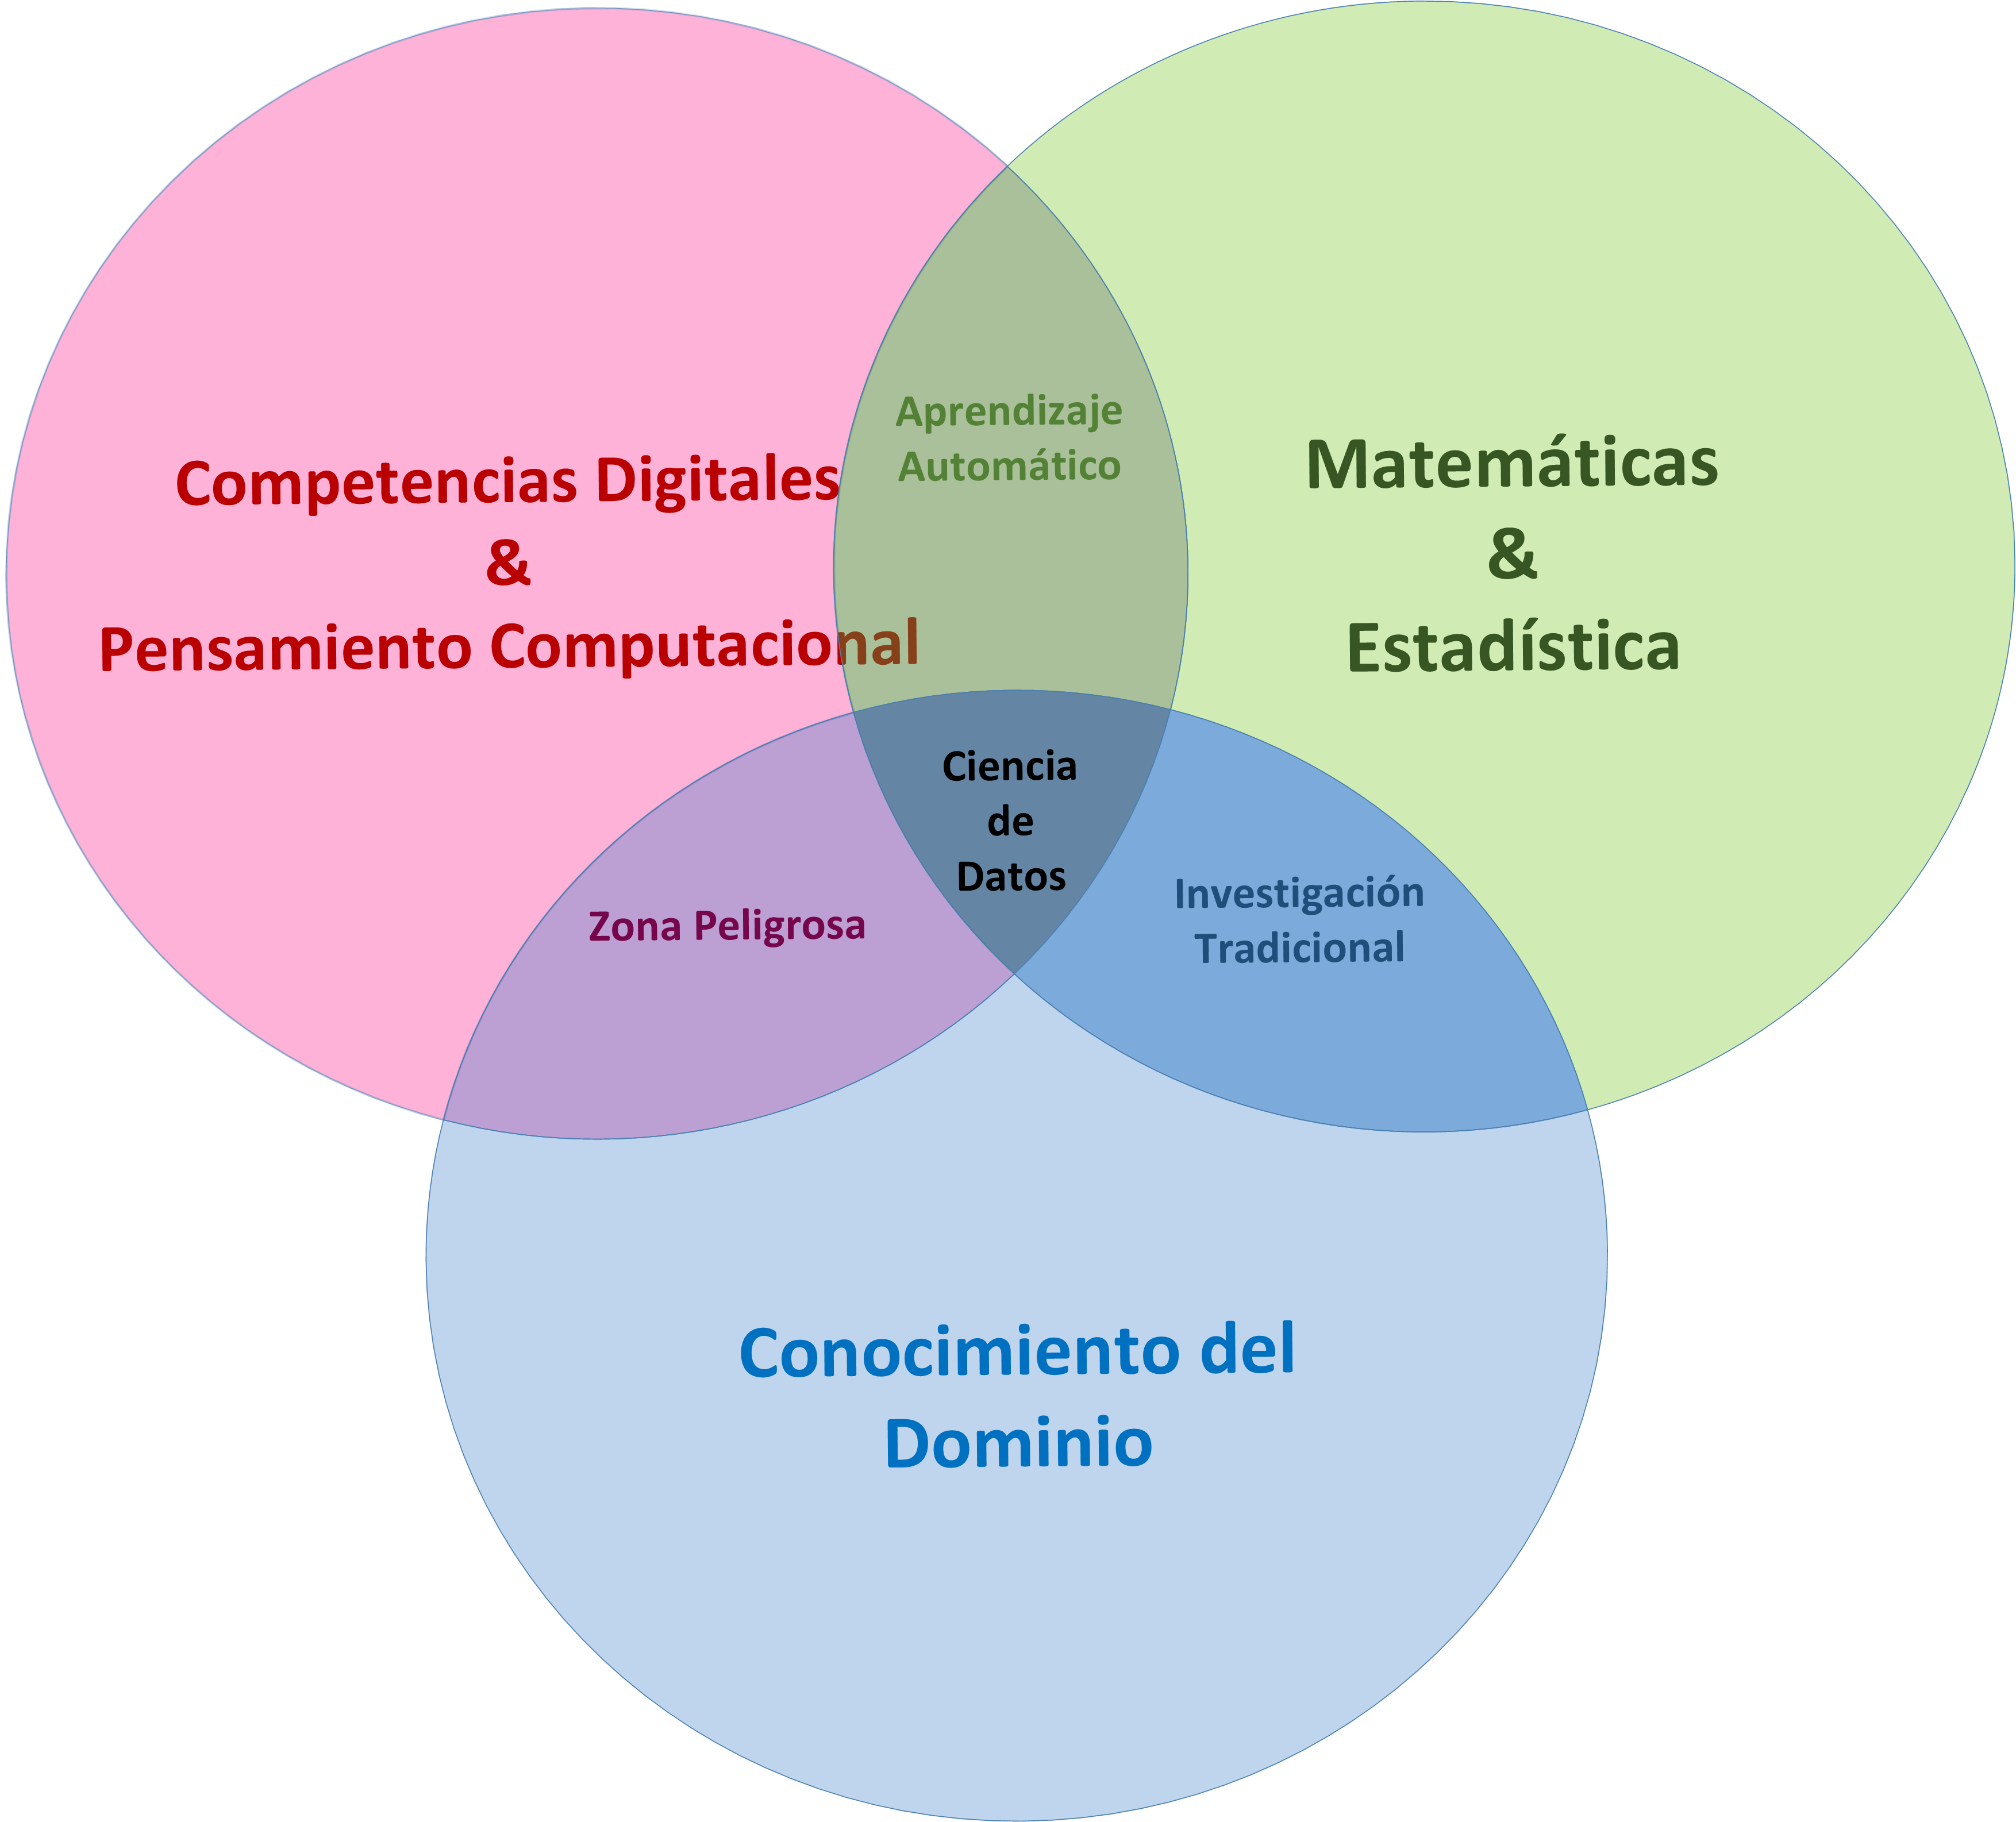 Competencias Digitales
&
Pensamiento Computacional
Aprendizaje
Automático
Matemáticas
&
Estadística
Ciencia
de
Datos
Zona Peligrosa
Investigación
Tradicional
Conocimiento del
Dominio